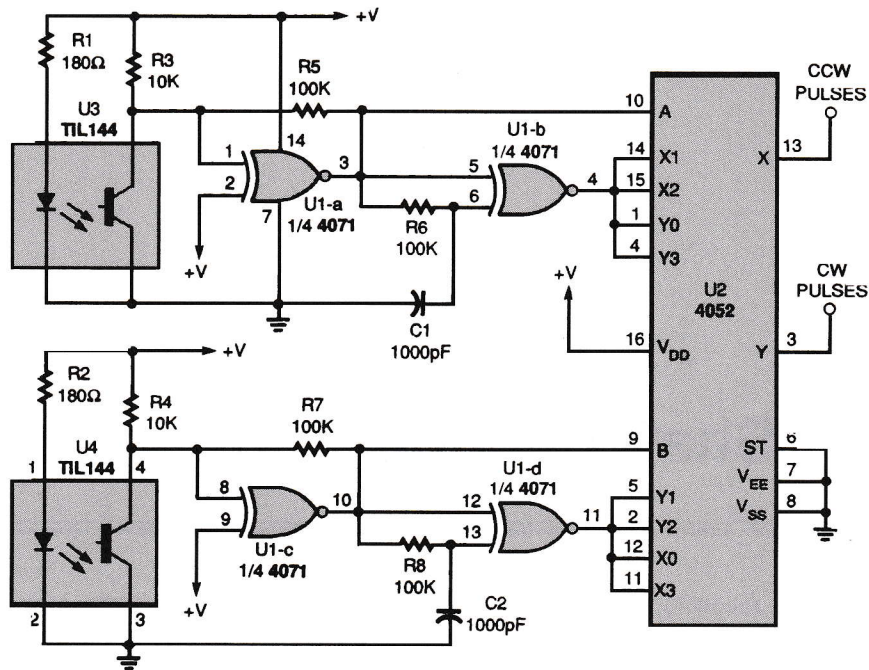 +V
R1
180Ω
R3
10K
R5
100K
U3
TIL144
14
1
2
3
7
U1-a
1/4 4071
+V
U1-b
1/4 4071
5
6
4
R6
100K
C1
1000pF
10
A
14
X1
15
X2
1
Y0
4
Y3
U2
4052
+V
16
VDD
X
13
CCW
PULSES
CW
PULSES
Y
3
R2
180Ω
+V
R4
10K
R7
100K
U4
TIL144
1
4
2
3
8
9
10
U1-c
1/4 4071
+V
U1-d
1/4 4071
12
13
11
R8
100K
C2
1000pF
9
B
5
Y1
2
Y2
12
X0
11
X3
ST
6
VEE
7
VSS
8